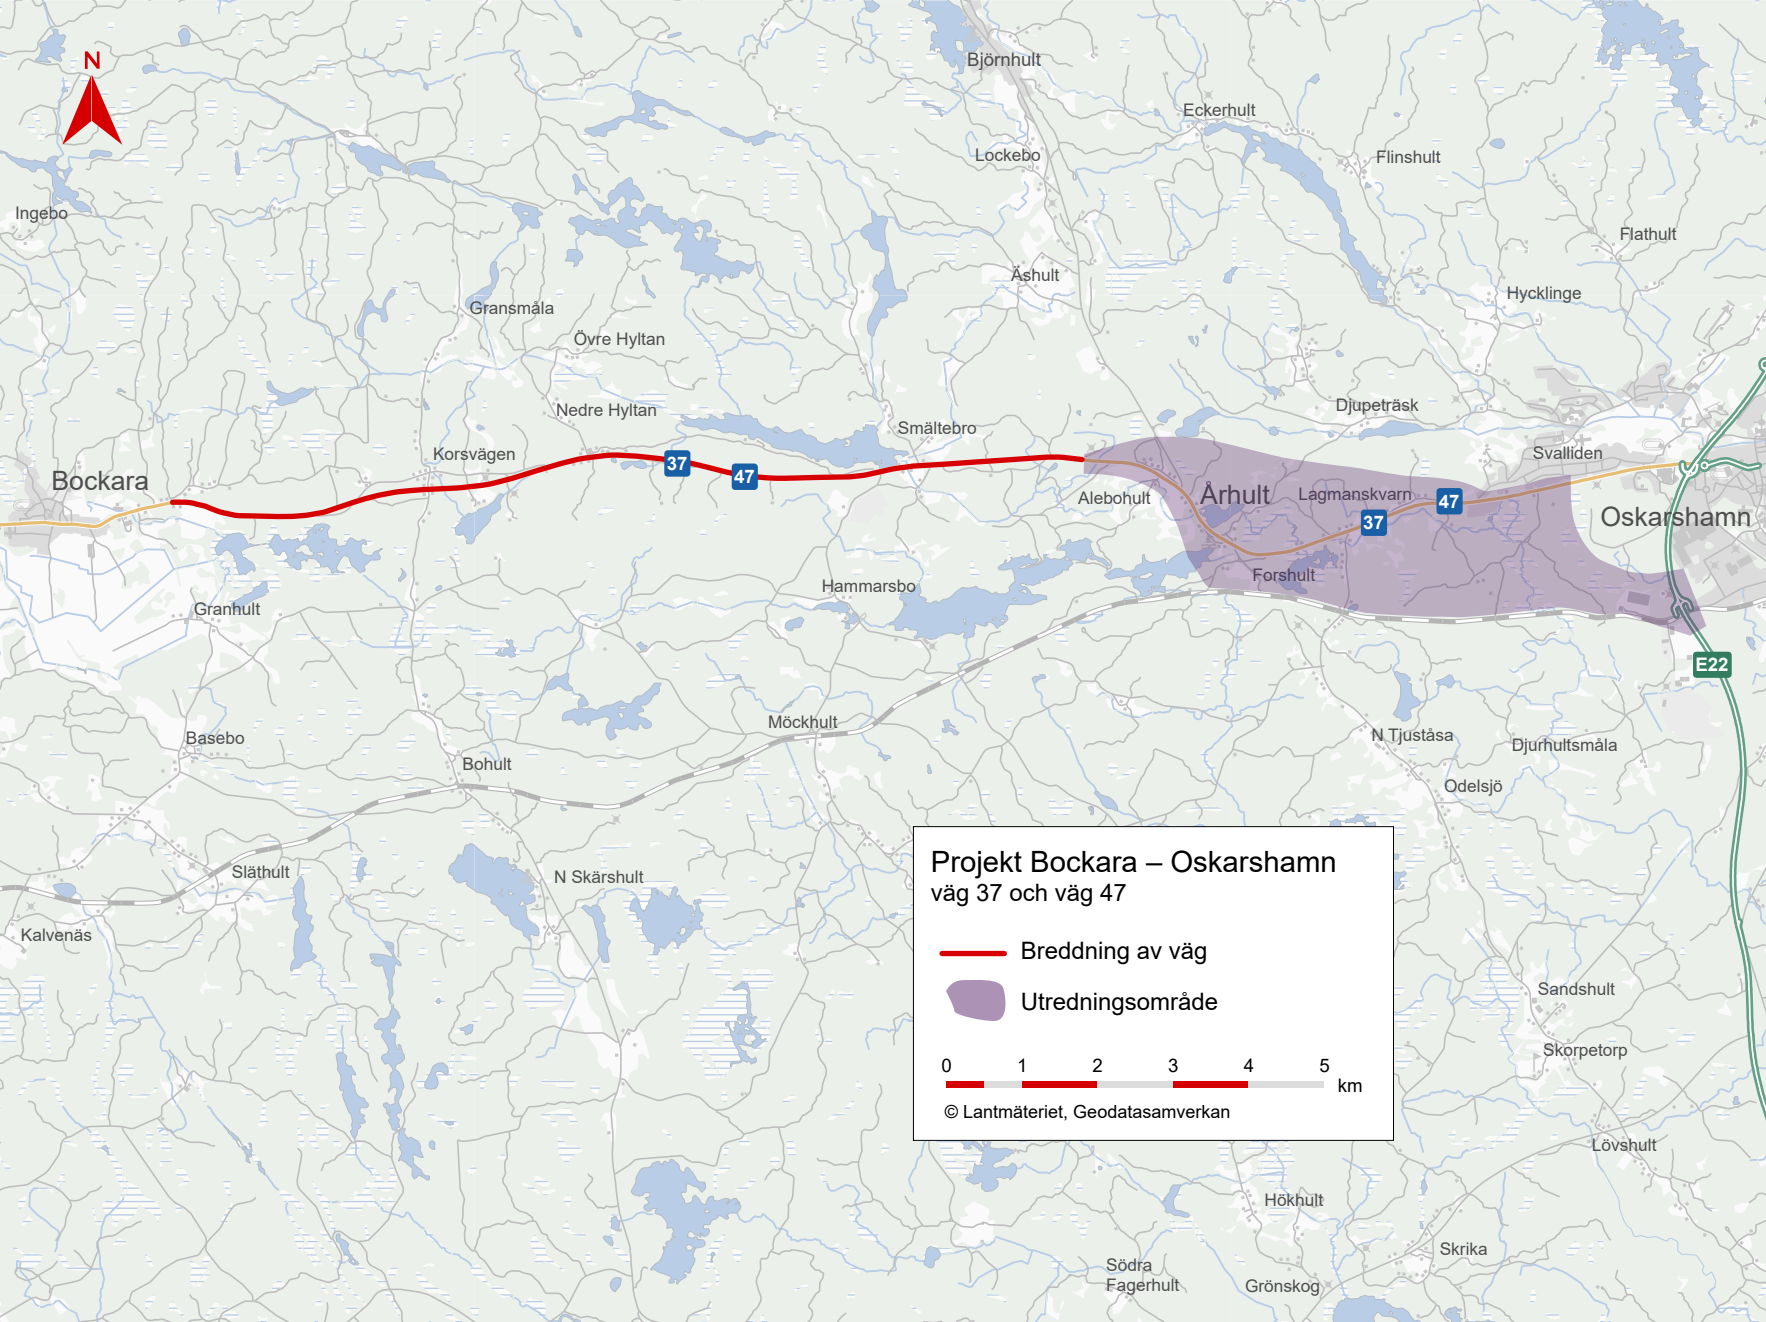 N
Björnhult
Eckerhult
Lockebo
Flinshult
Ingebo
Flathult
Äshult
Hycklinge
Gransmåla
Övre Hyltan
Djupeträsk
Nedre Hyltan
Smältebro
Korsvägen
Svalliden
37
47
Bockara
Alebohult
Århult
Lagmanskvarn
47
37
Oskarshamn
Forshult
Hammarsbo
Granhult
E22
Möckhult
Basebo
N Tjuståsa
Djurhultsmåla
Bohult
Odelsjö
Släthult
N Skärshult
Kalvenäs
Projekt Bockara – Oskarshamn
väg 37 och väg 47
Breddning av väg
Utredningsområde
0 1 2 3 4 5
km
© Lantmäteriet, Geodatasamverkan
Sandshult
Skorpetorp
Lövshult
Hökhult
Skrika
Södra
Fagerhult
Grönskog